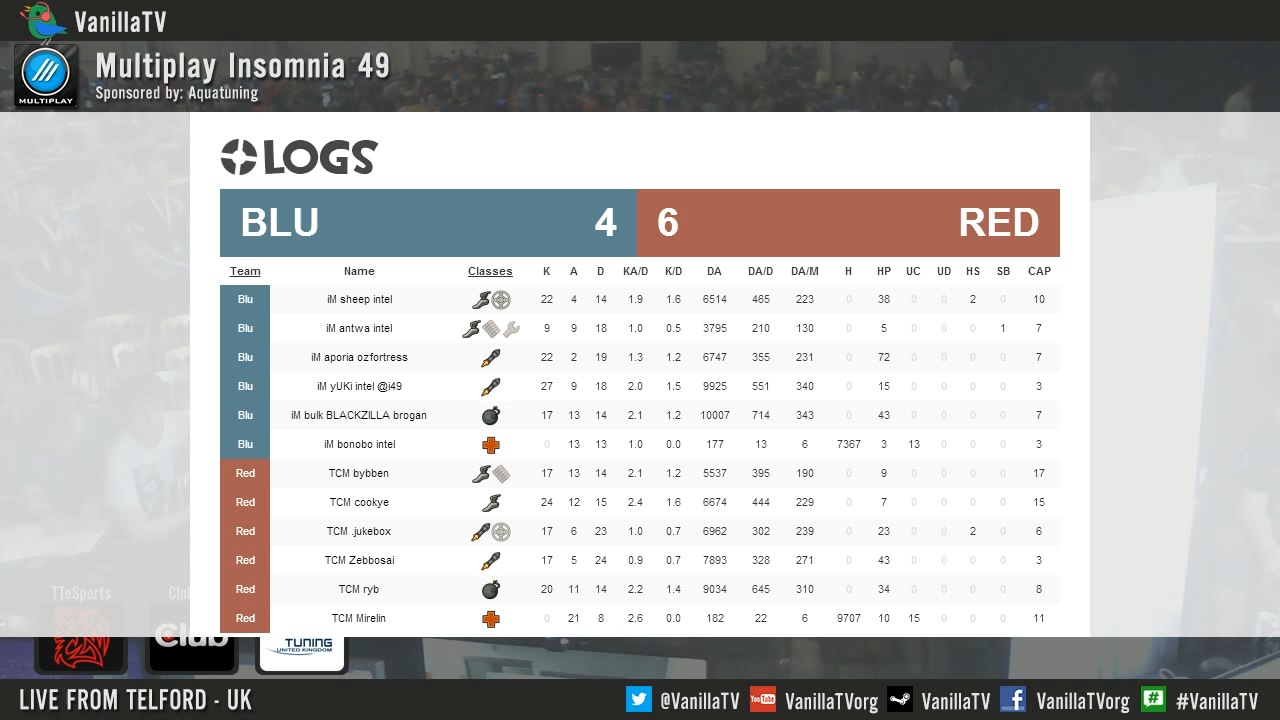 VanillaTV
Multiplay Insomnia 49
Sponsored by: Aquatuning
MULTIPLAY
LOGS
BLU 4 6 RED
Team Name Classes K A D KA/D K/D DA DA/D DA/M H HP UC UD HS SB CAP
Blu iM sheep intel 22 4 14 1.9 1.6 6514 465 223 0 38 0 0 2 0 10
Blu iM antwa intel 9 9 18 1.0 0.5 3795 210 130 0 5 0 0 0 1 7
Blu iM aporia ozfortress 22 2 19 1.3 1.2 6747 355 231 0 72 0 0 0 0 7
Blu iM yUKi intel @i49 27 9 18 2.0 1.5 9925 551 340 0 15 0 0 0 0 3
Blu iM bulk BLACKZILLA brogan 17 13 14 2.1 1.2 10007 714 343 0 43 0 0 0 0 7
Blu iM bonobo intel 0 13 13 1.0 0.0 177 13 6 7367 3 13 0 0 0 3
Red TCM bybben 17 13 14 2.1 1.2 5537 395 190 0 9 0 0 0 0 17
Red TCM cookye 24 12 15 2.4 1.6 6674 444 229 0 7 0 0 0 0 15
Red TCM .jukebox 17 6 23 1.0 0.7 6962 302 239 0 23 0 0 2 0 6
Red TCM Zebbosai 17 5 24 0.9 0.7 7893 328 271 0 43 0 0 0 0 3
Red TCM ryb 20 11 14 2.2 1.4 9034 645 310 0 34 0 0 0 0 8
Red TCM Mirelin 0 21 8 2.6 0.0 182 22 6 9707 10 15 0 0 0 11
TTeSports
Club
TUNING
UNITED KINGDOM
LIVE FROM TELFORD - UK
@VanillaTV YouTube VanillaTVorg VanillaTV VanillaTVorg #VanillaTV